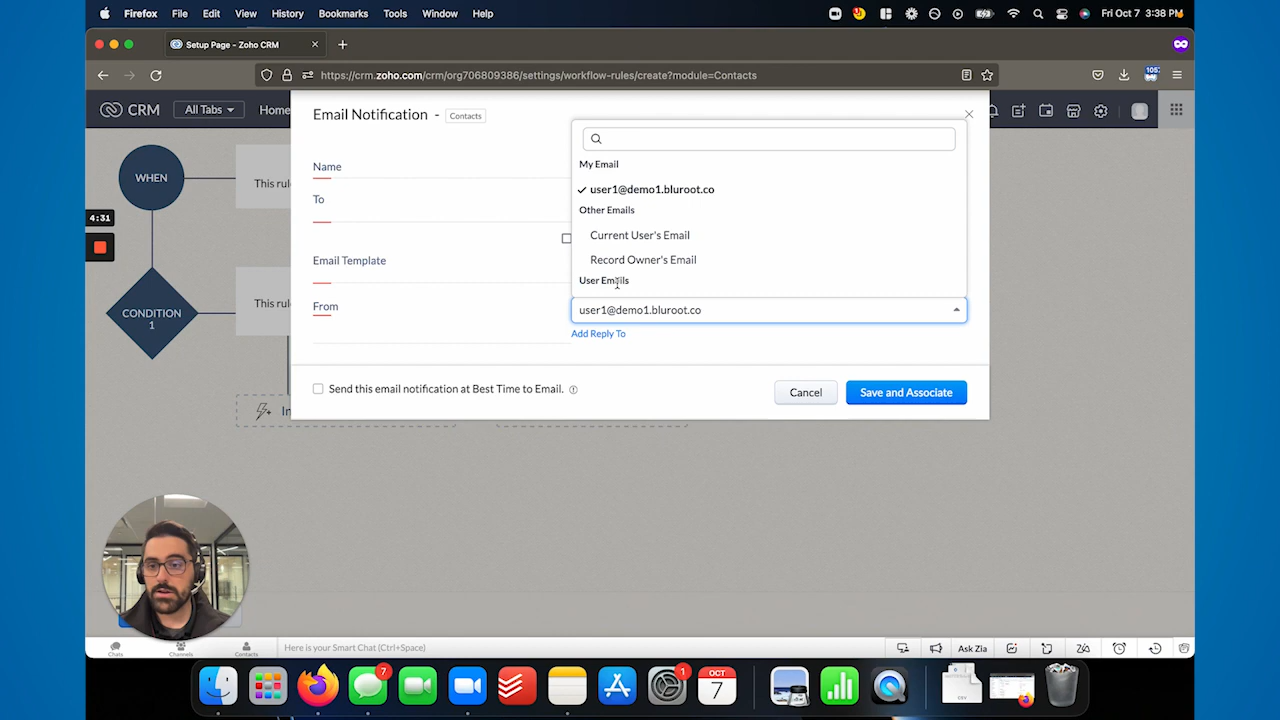 Firefox File Edit View History Bookmarks Tools Window Help
Fri Oct 7 3:38 PM
Setup Page - Zoho CRM
105
https://crm.zoho.com/crm/org706809386/settings/workflow-rules/create?module=Contacts
CRM All Tabs Home
Email Notification - Contacts
My Email
WHEN
Name
This rul
user1@demo1.bluroot.co
To
Other Emails
4:31
Current User's Email
Email Template
Record Owner's Email
User Emails
CONDITION
1
This rul
From
user1@demo1.bluroot.co
Add Reply To
Send this email notification at Best Time to Email.
Cancel
Save and Associate
In
Chats
Channels
Contacts
Here is your Smart Chat (Ctrl+Space)
Ask Zia
7
1
OCT
7
CSV